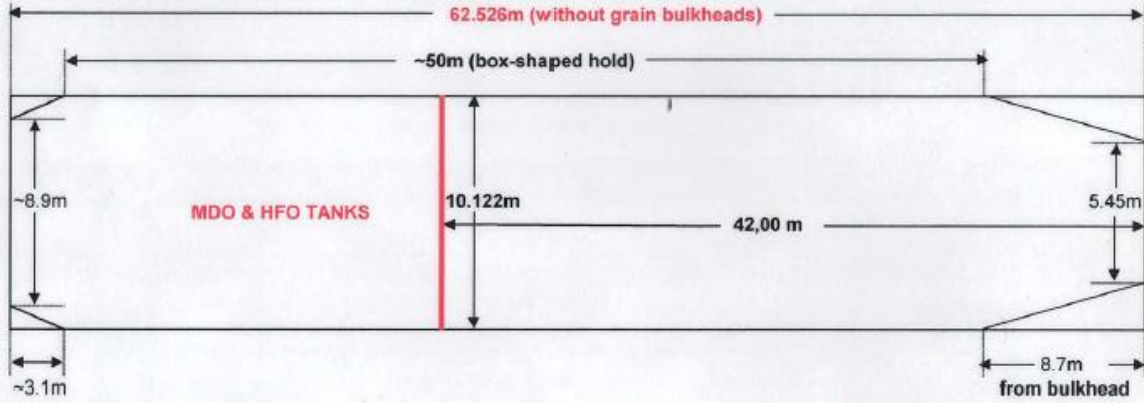 62.526m (without grain bulkheads)
~50m (box-shaped hold)
~8.9m
MDO & HFO TANKS
10.122m
42,00 m
5.45m
~3.1m
8.7m
from bulkhead